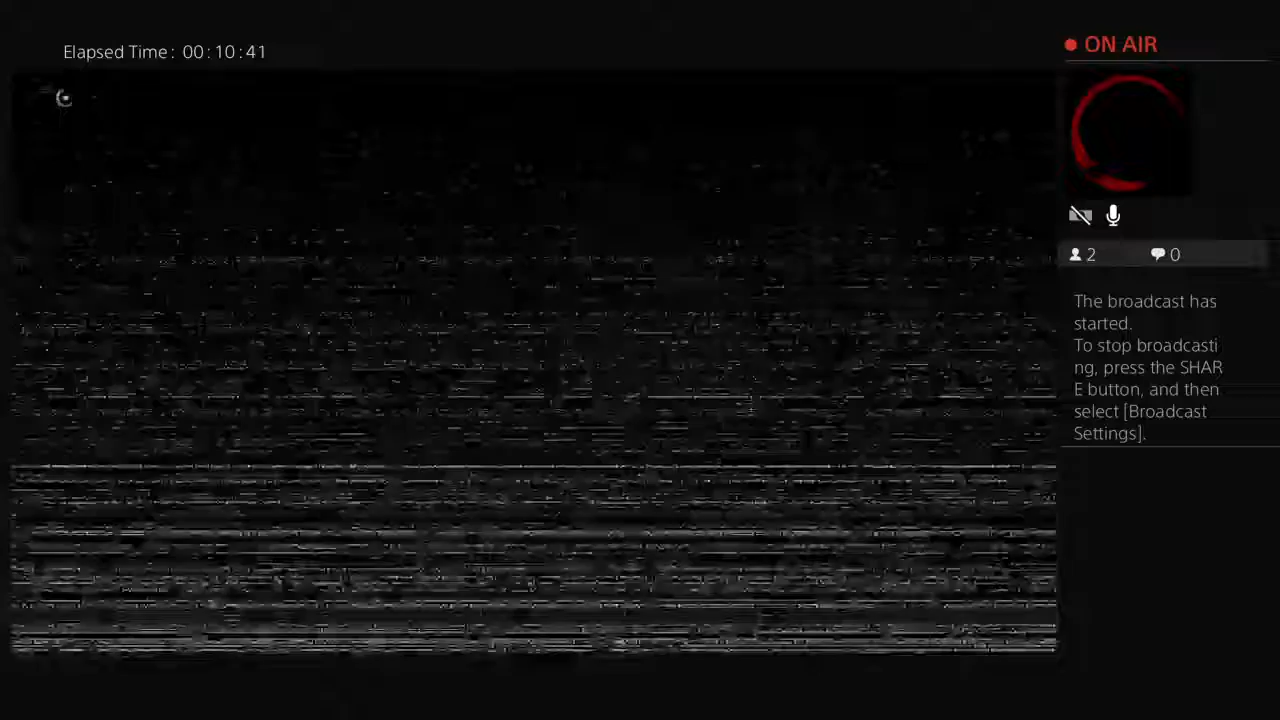 Elapsed Time: 00:10:41
ON AIR
2 0
The broadcast has
started.
To stop broadcasti
ng, press the SHAR
E button, and then
select [Broadcast
Settings].